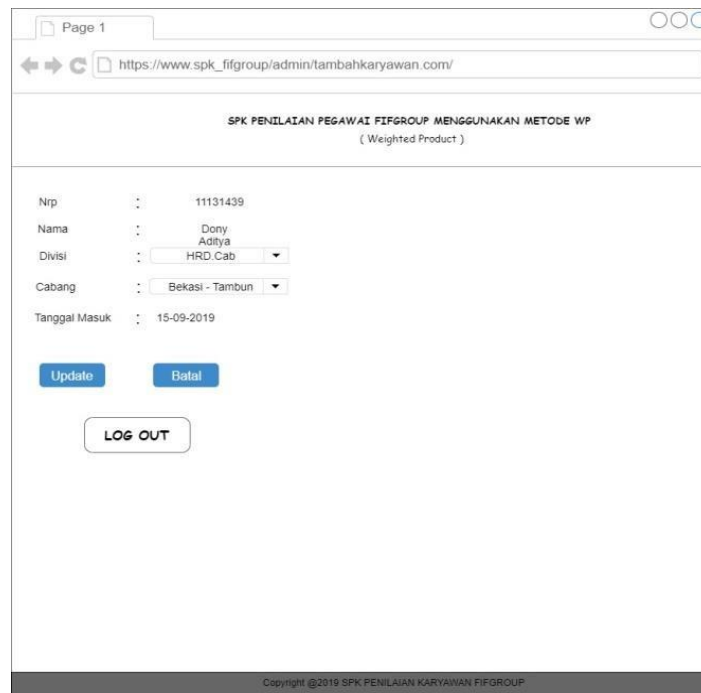 Page 1
https://www.spk_fifgroup/admin/tambahkaryawan.com/
SPK PENILAIAN PEGAWAI FIFGROUP MENGGUNAKAN METODE WP
( Weighted Product )
Nrp : 11131439
Nama : Dony
Aditya
Divisi : HRD.Cab
Cabang : Bekasi - Tambun
Tanggal Masuk : 15-09-2019
Update Batal
LOG OUT
Copyright @2019 SPK PENILAIAN KARYAWAN FIFGROUP